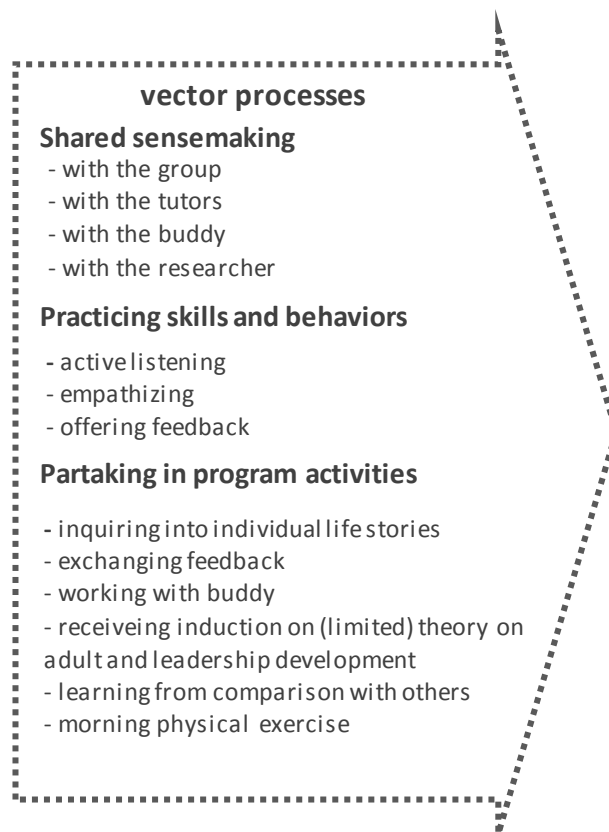 vector processes
Shared sensemaking
- with the group
- with the tutors
- with the buddy
- with the researcher
Practicing skills and behaviors
- active listening
- empathizing
- offering feedback
Partaking in program activities
- inquiring into individual life stories
- exchanging feedback
- working with buddy
- receiveing induction on (limited) theory on
adult and leadership development
- learning from comparison with others
- morning physical exercise